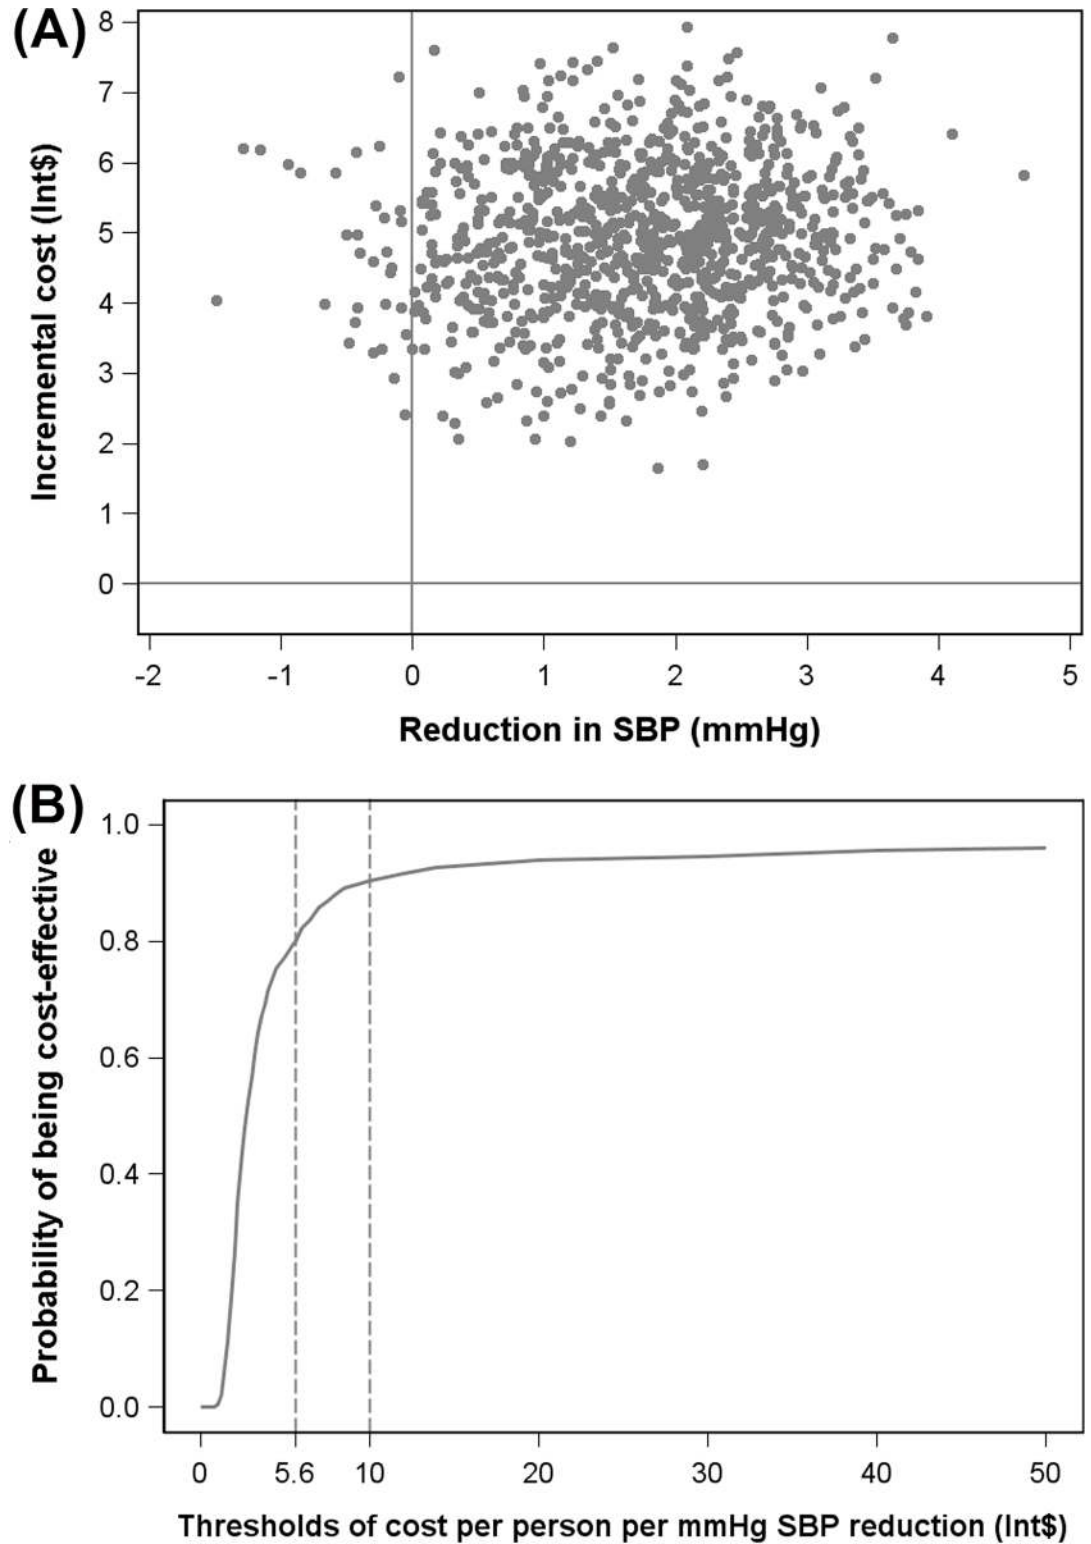 (A)
Incremental cost (Int$)
8
7
6
5
4
3
2
1
0
-2 -1 0 1 2 3 4 5
Reduction in SBP (mmHg)
(B)
Probability of being cost-effective
1.0
0.8
0.6
0.4
0.2
0.0
0 5.6 10 20 30 40 50
Thresholds of cost per person per mmHg SBP reduction (Int$)